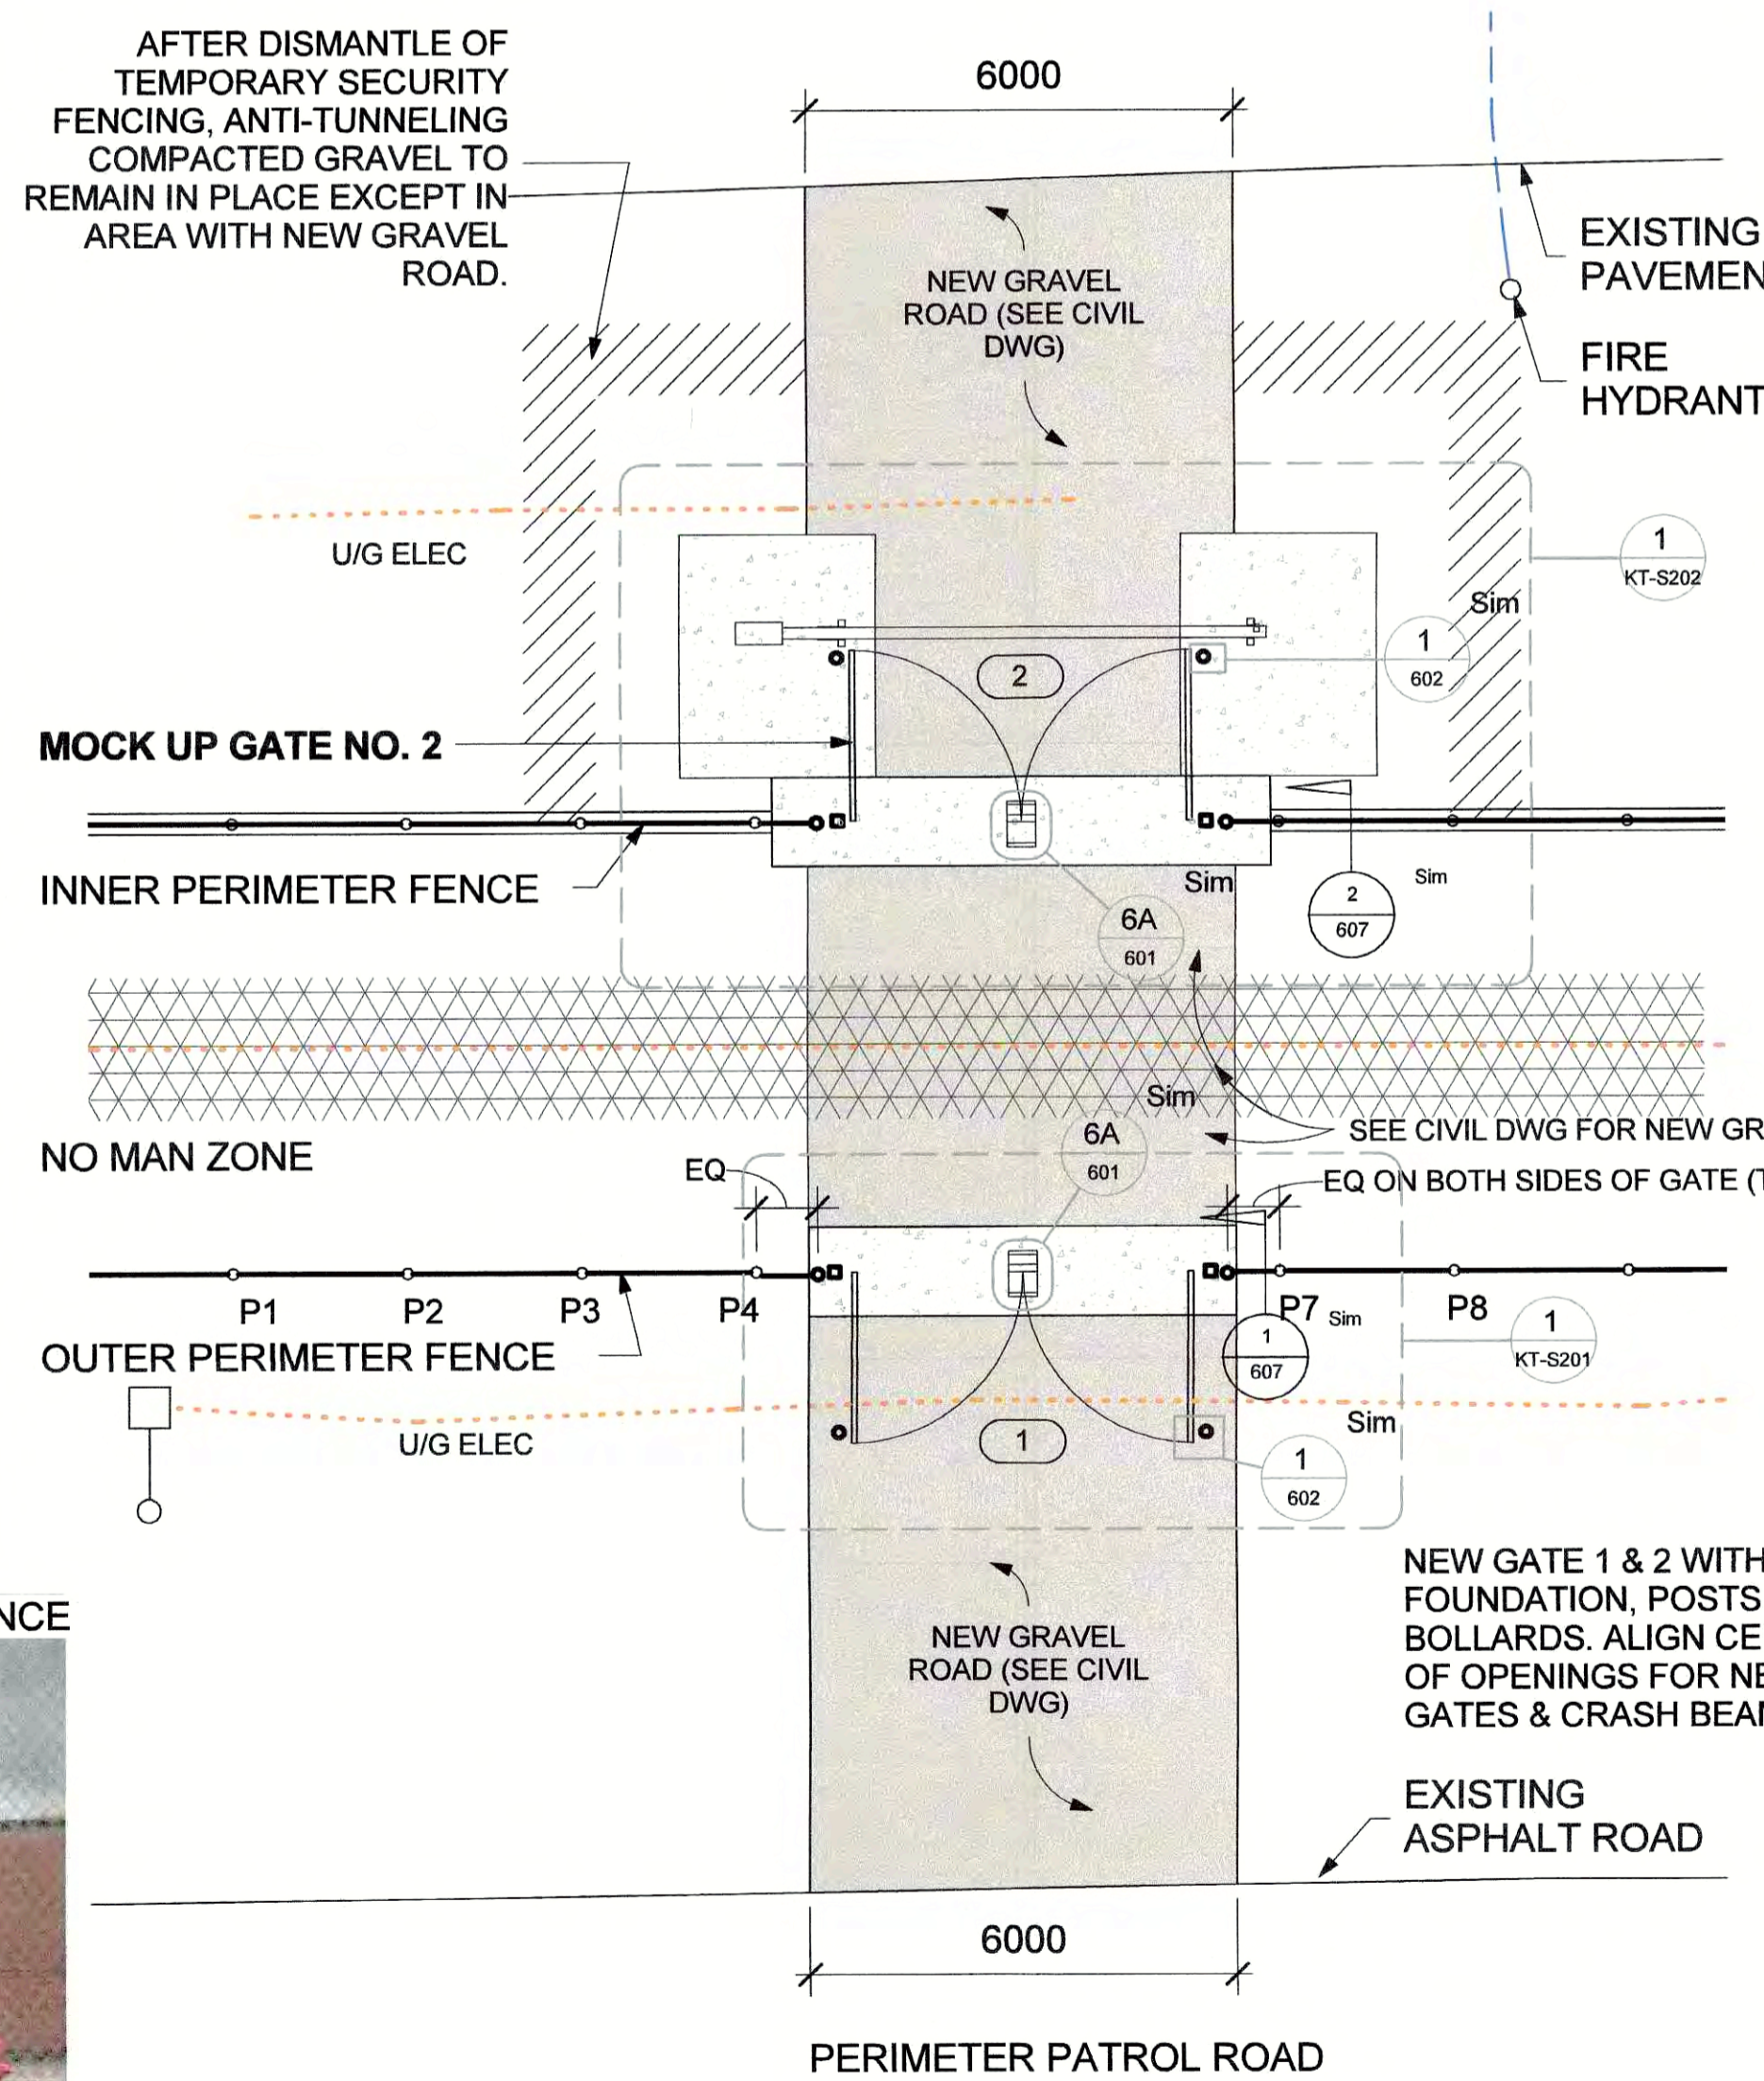 AFTER DISMANTLE OF
TEMPORARY SECURITY
FENCING, ANTI-TUNNELING
COMPACTED GRAVEL TO
REMAIN IN PLACE EXCEPT IN
AREA WITH NEW GRAVEL
ROAD.
6000
EXISTING
PAVEMEN
FIRE
HYDRANT
NEW GRAVEL
ROAD (SEE CIVIL
DWG)
U/G ELEC
1
KT-S202
Sim
1
602
2
MOCK UP GATE NO. 2
INNER PERIMETER FENCE
Sim
6A
601
2
607
Sim
Sim
NO MAN ZONE
6A
601
SEE CIVIL DWG FOR NEW GR
EQ
EQ ON BOTH SIDES OF GATE (T
P1
P2
P3
P4
P7
Sim
P8
1
607
1
KT-S201
OUTER PERIMETER FENCE
U/G ELEC
1
Sim
1
602
NEW GATE 1 & 2 WITH
FOUNDATION, POSTS
BOLLARDS. ALIGN CE
OF OPENINGS FOR NE
GATES & CRASH BEA
NCE
NEW GRAVEL
ROAD (SEE CIVIL
DWG)
EXISTING
ASPHALT ROAD
6000
PERIMETER PATROL ROAD